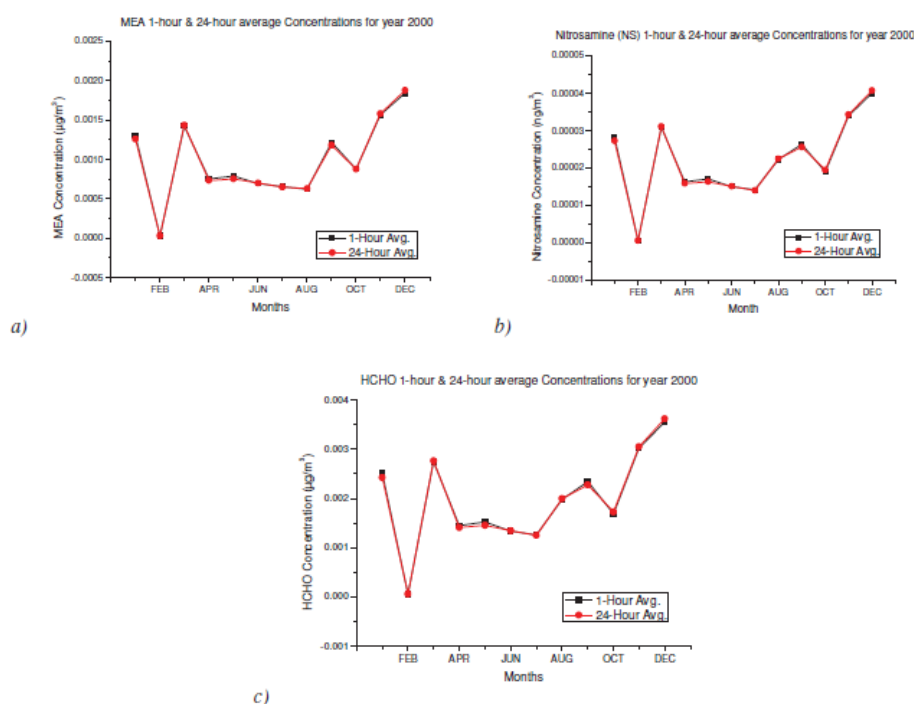 MEA 1-hour & 24-hour average Concentrations for year 2000
0.0025
0.0020
0.0015
0.0010
0.0005
0.0000
-0.0005
MEA Concentration (µg/m³)
1-Hour Avg.
24-Hour Avg.
FEB APR JUN AUG OCT DEC
Months
a)
Nitrosamine (NS) 1-hour & 24-hour average Concentrations for year 2000
0.00005
0.00004
0.00003
0.00002
0.00001
0.00000
-0.00001
Nitrosamine Concentration (ng/m³)
1-Hour Avg.
24-Hour Avg.
FEB APR JUN AUG OCT DEC
Month
b)
HCHO 1-hour & 24-hour average Concentrations for year 2000
0.004
0.003
0.002
0.001
0.000
-0.001
HCHO Concentration (µg/m³)
1-Hour Avg.
24-Hour Avg.
FEB APR JUN AUG OCT DEC
Months
c)